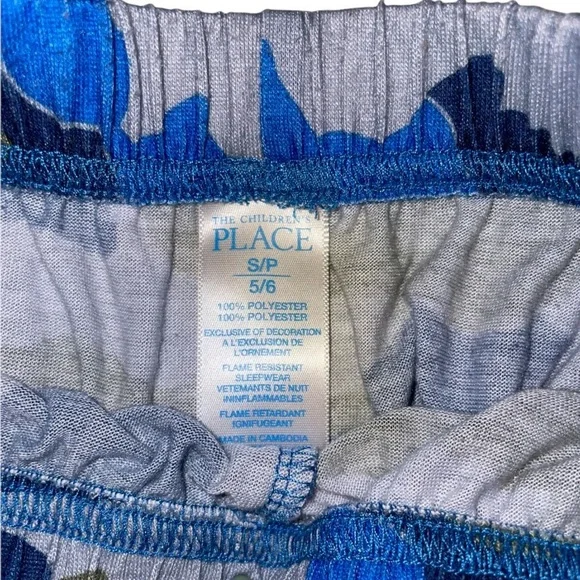 THE CHILDREN'S
PLACE
S/P
5/6
100% POLYESTER
100% POLYESTER
EXCLUSIVE OF DECORATION
A L'EXCLUSION DE
L'ORNEMENT
FLAME RESISTANT
SLEEPWEAR
VETEMENTS DE NUIT
ININFLAMMABLES
FLAME RETARDANT
IGNIFUGEANT
MADE IN CAMBODIA